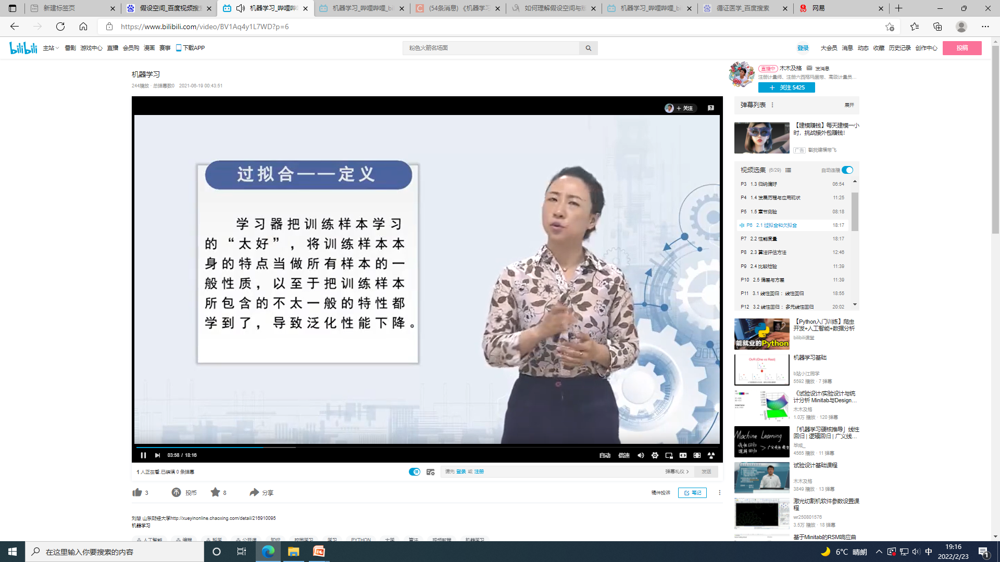 新建标签页
假设空间_百度视频搜索
机器学习_哔哩哔哩
机器学习_哔哩哔哩_bi
(54条消息) 《机器学习
如何理解假设空间与版
机器学习_哔哩哔哩_bi
循证医学_百度搜索
网易
https://www.bilibili.com/video/BV1Aq4y1L7WD?p=6
bilibili
主站
番剧
游戏中心
直播
会员购
漫画
赛事
下载APP
粉色火箭名场面
登录
大会员
消息
动态
收藏
历史记录
创作中心
投稿
机器学习
244播放 · 总弹幕数0 2021-06-19 00:43:51
直播中
木木及格
发消息
注册计量师、注册六西格玛黑带、高级计量员...
+ 关注 5425
+ 关注
过拟合——定义
学习器把训练样本学习
的“太好”，将训练样本本
身的特点当做所有样本的一
般性质，以至于把训练样本
所包含的不太一般的特性都
学到了，导致泛化性能下降。
03:58 / 18:16
自动
倍速
1 人正在看,已装填 0 条弹幕
弹
请先 登录 或 注册
弹幕礼仪
发送
3
投币
8
分享
稿件投诉
笔记
刘慧 山东财经大学http://xueyinonline.chaoxing.com/detail/216910095
机器学习
人工智能
编程
科学
公开课
知识
校园学习
学习
PYTHON
大学
算法
视频教程
机器学习
弹幕列表
展开
【建模赚钱】每天建模一小
时，挑战接外包赚钱！
广告
戳我建模带飞
视频选集 (6/29)
自动连播
P3 1.3 归纳偏好 06:54
P4 1.4 发展历程与应用现状 11:25
P5 1.5 章节测验 08:18
P6 2.1 过拟合和欠拟合 18:17
P7 2.2 性能度量 18:17
P8 2.3 算法评估方法 12:46
P9 2.4 比较检验 11:39
P10 2.5 偏差与方差 11:39
P11 3.1 线性回归： 线性回归 18:55
P12 3.2 线性回归： 多元线性回归 20:02
能就业的Python
【Python入门训练】爬虫
开发+人工智能+数据分析
bilibili课堂
OvR (One vs Rest)
机器学习基础
b站小江同学
5592 播放 · 7 弹幕
《试验设计/实验设计与统
计分析 Minitab与Design...
木木及格
1.0万 播放 · 120 弹幕
Machine Learning
线性回归
逻辑回归
「机器学习硬核推导」线性
回归 | 逻辑回归 | 广义线...
毕成_
4565 播放 · 11 弹幕
试验设计基础课程
木木及格
3849 播放 · 13 弹幕
激光切割机软件参数设置课
程
wr250801576
3.5万 播放 · 18 弹幕
基于Minitab的RSM响应曲
在这里输入你要搜索的内容
6°C 晴朗
中
19:16
2022/2/23
1